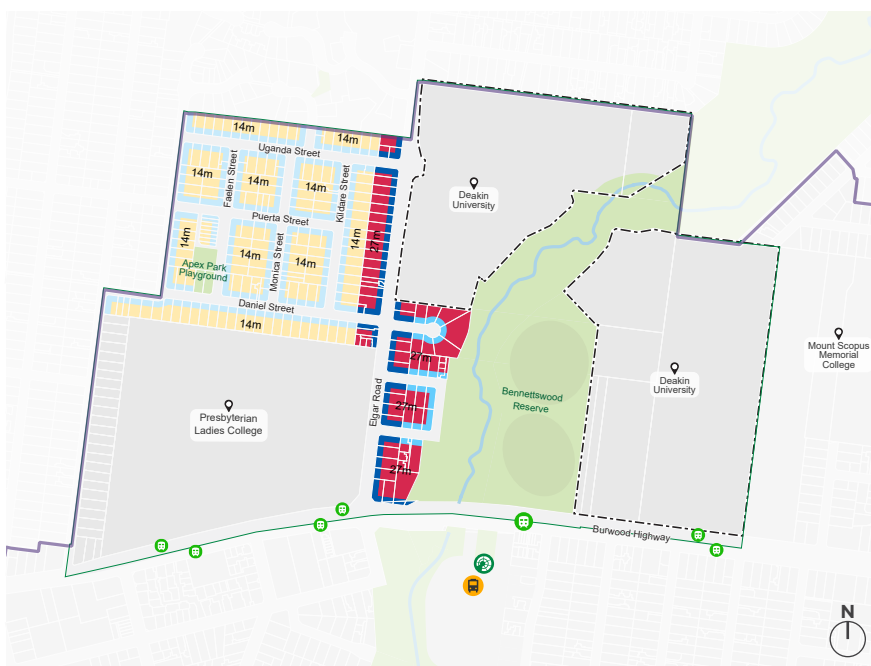 14m
14m
Uganda Street
14m
Faelen Street
14m
14m
Kildare Street
Deakin
University
Puerta Street
14m
14m
Monica Street
14m
14m
27m
Apex Park
Playground
Daniel Street
14m
27m
Mount Scopus
Memorial
College
Deakin
University
Elgar Road
27m
Bennettswood
Reserve
Presbyterian
Ladies College
27m
Burwood Highway
N